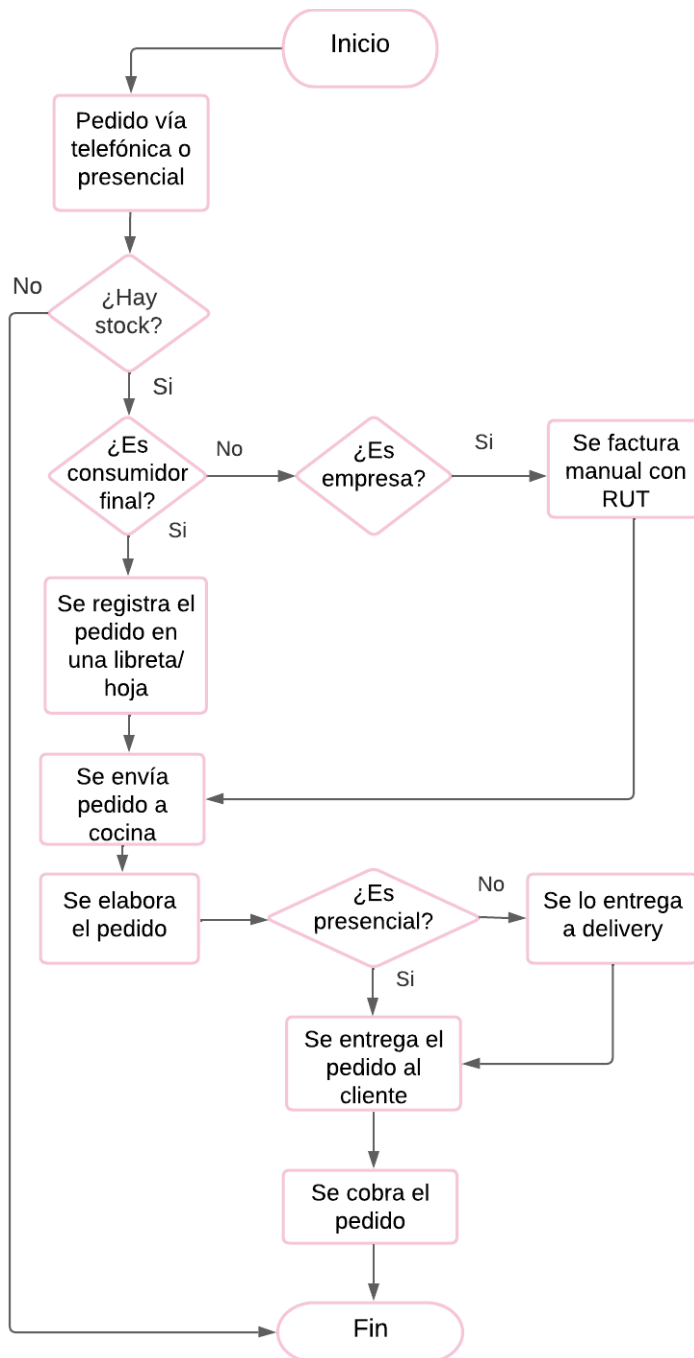 Inicio
Pedido vía
telefónica o
presencial
No
¿Hay
stock?
Si
¿Es
consumidor
final?
No
¿Es
empresa?
Si
Se factura
manual con
RUT
Si
Se registra el
pedido en
una libreta/
hoja
Se envía
pedido a
cocina
Se elabora
el pedido
¿Es
presencial?
No
Se lo entrega
a delivery
Si
Se entrega el
pedido al
cliente
Se cobra el
pedido
Fin